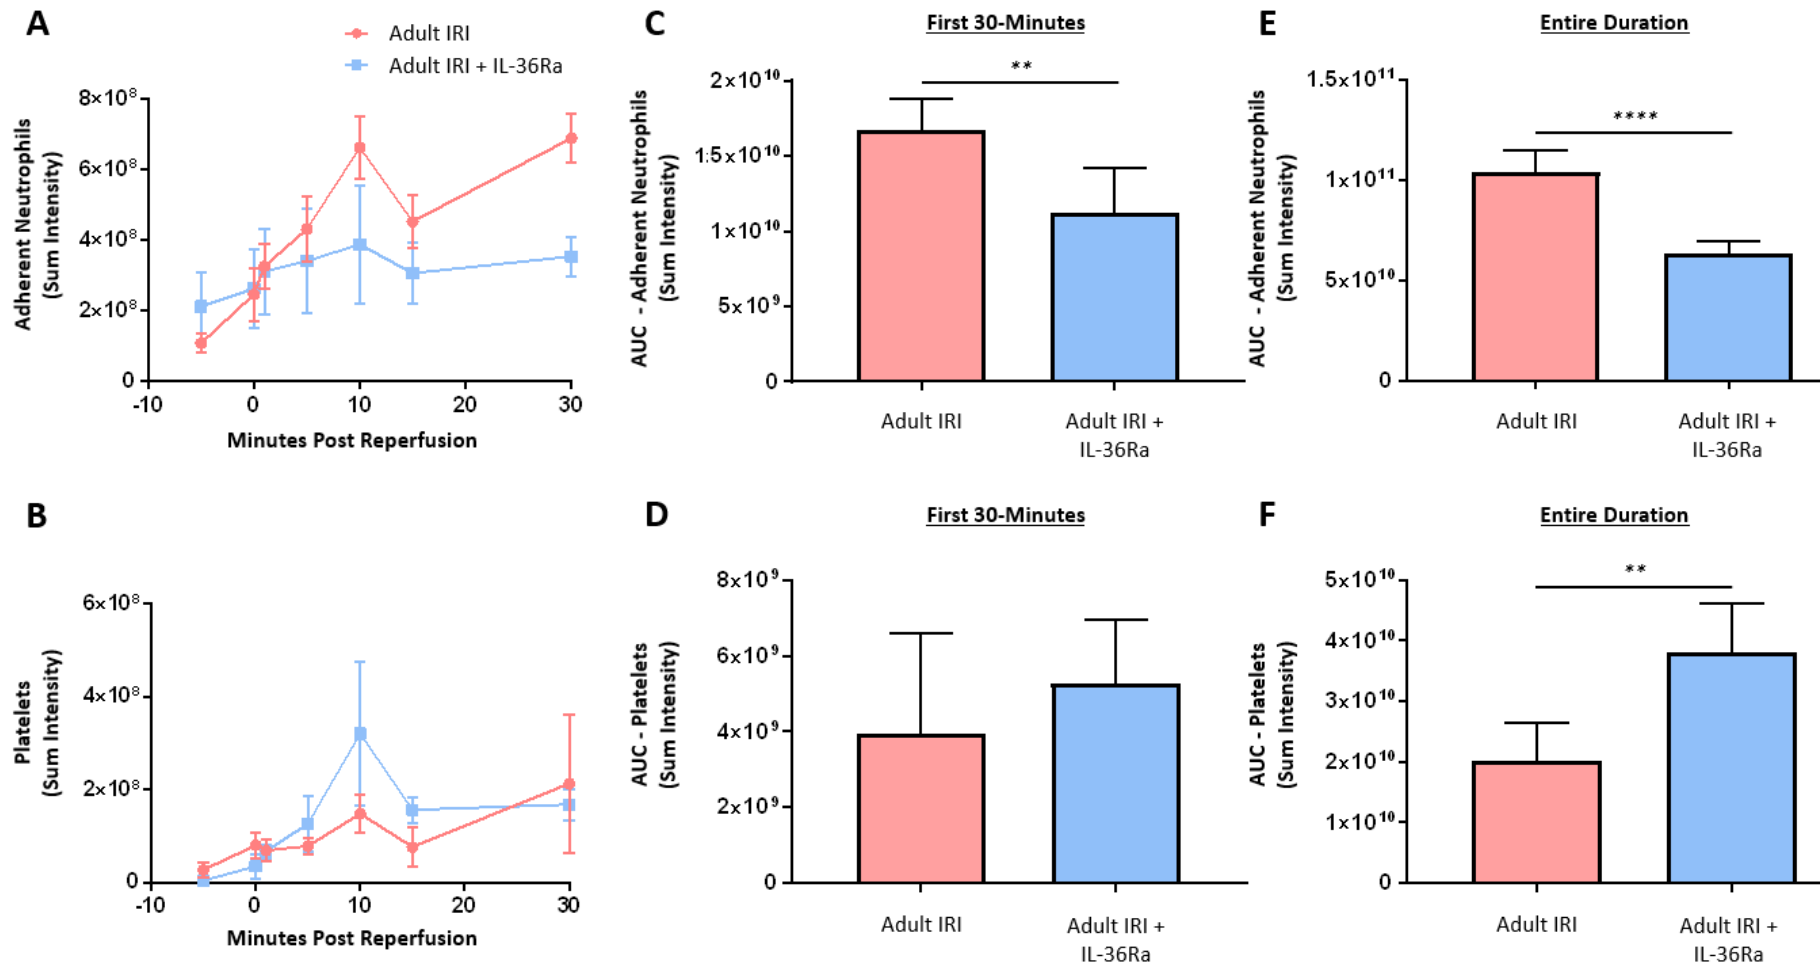 A
Adult IRI
Adult IRI + IL-36Ra
Adherent Neutrophils
(Sum Intensity)
8×10⁸
6×10⁸
4×10⁸
2×10⁸
0
-10
0
10
20
30
Minutes Post Reperfusion
C
First 30-Minutes
**
AUC - Adherent Neutrophils
(Sum Intensity)
2×10¹⁰
1.5×10¹⁰
1×10¹⁰
5×10⁹
0
Adult IRI
Adult IRI +
IL-36Ra
E
Entire Duration
****
AUC - Adherent Neutrophils
(Sum Intensity)
1.5×10¹¹
1×10¹¹
5×10¹⁰
0
Adult IRI
Adult IRI +
IL-36Ra
B
Platelets
(Sum Intensity)
6×10⁸
4×10⁸
2×10⁸
0
-10
0
10
20
30
Minutes Post Reperfusion
D
First 30-Minutes
AUC - Platelets
(Sum Intensity)
8×10⁹
6×10⁹
4×10⁹
2×10⁹
0
Adult IRI
Adult IRI +
IL-36Ra
F
Entire Duration
**
AUC - Platelets
(Sum Intensity)
5×10¹⁰
4×10¹⁰
3×10¹⁰
2×10¹⁰
1×10¹⁰
0
Adult IRI
Adult IRI +
IL-36Ra